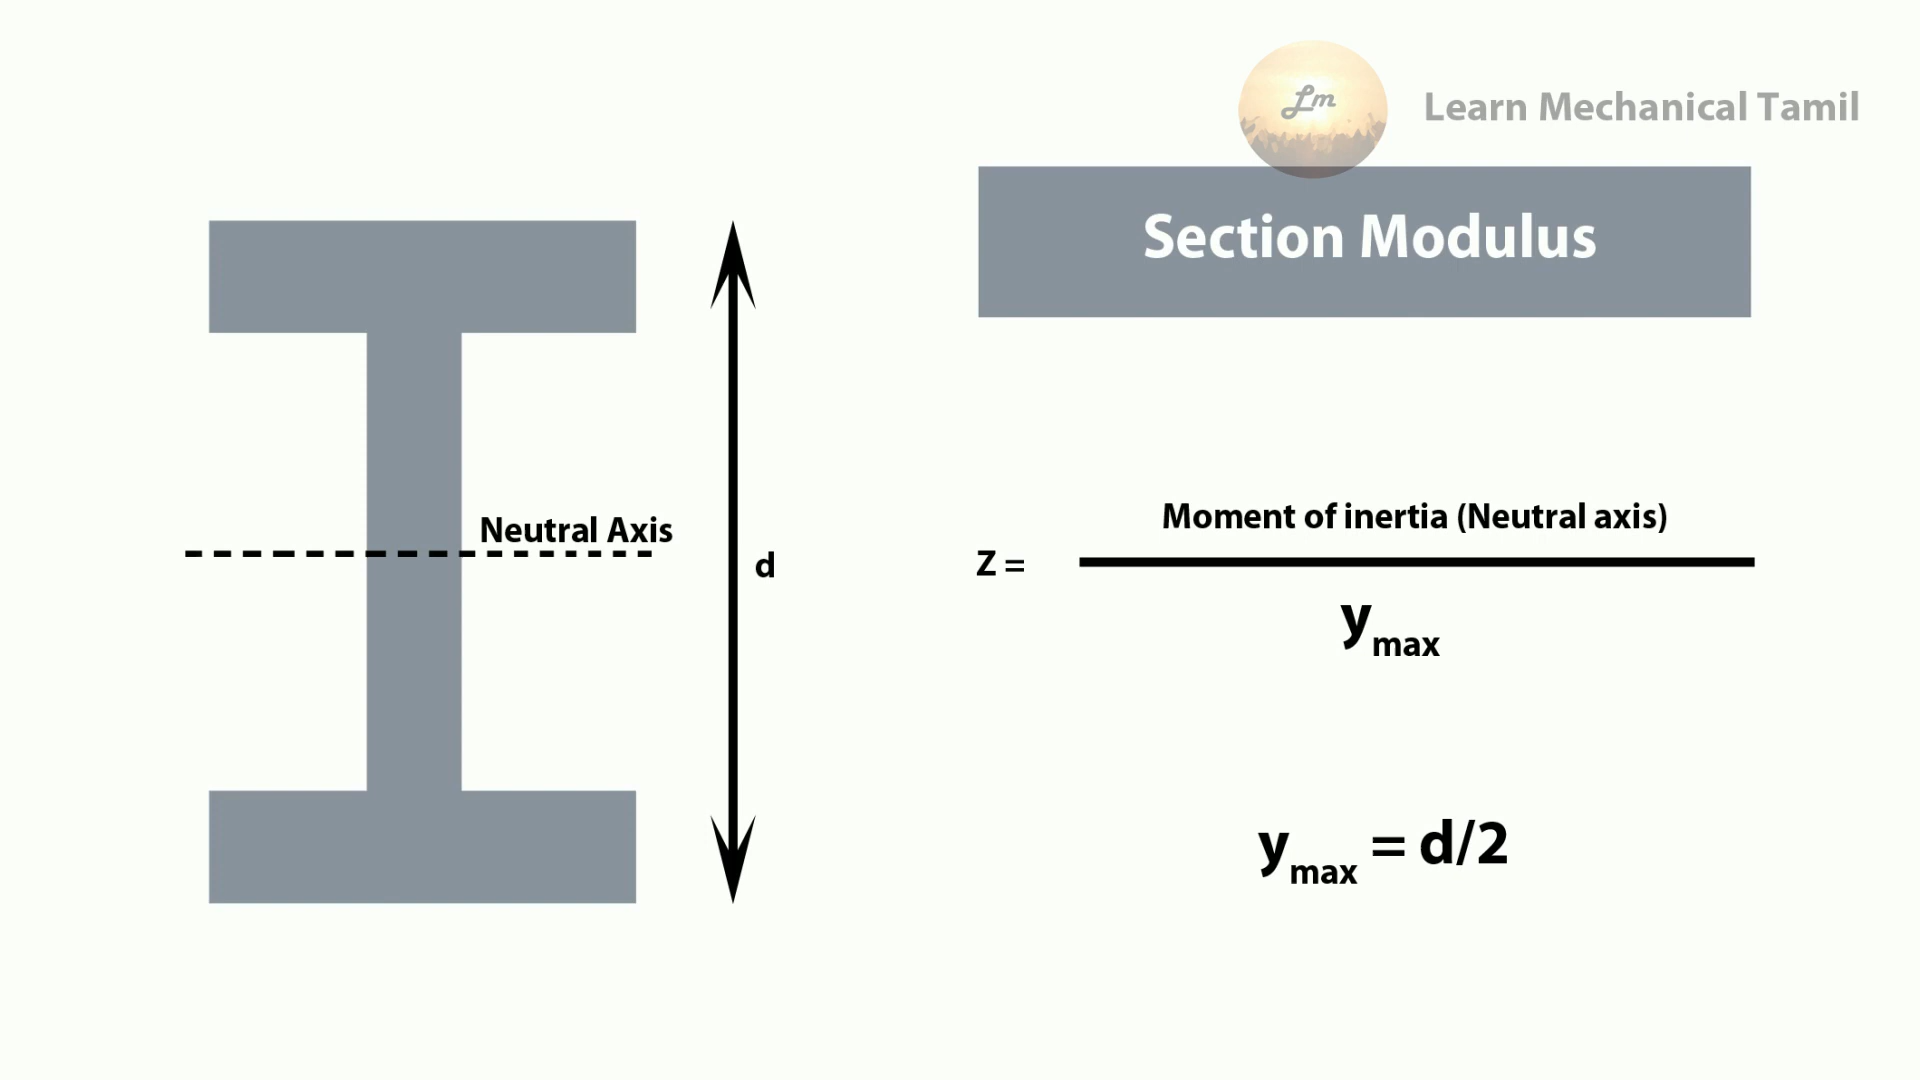 Lm
Learn Mechanical Tamil
Section Modulus
Neutral Axis
d
Z =
Moment of inertia (Neutral axis)
ymax
ymax = d/2